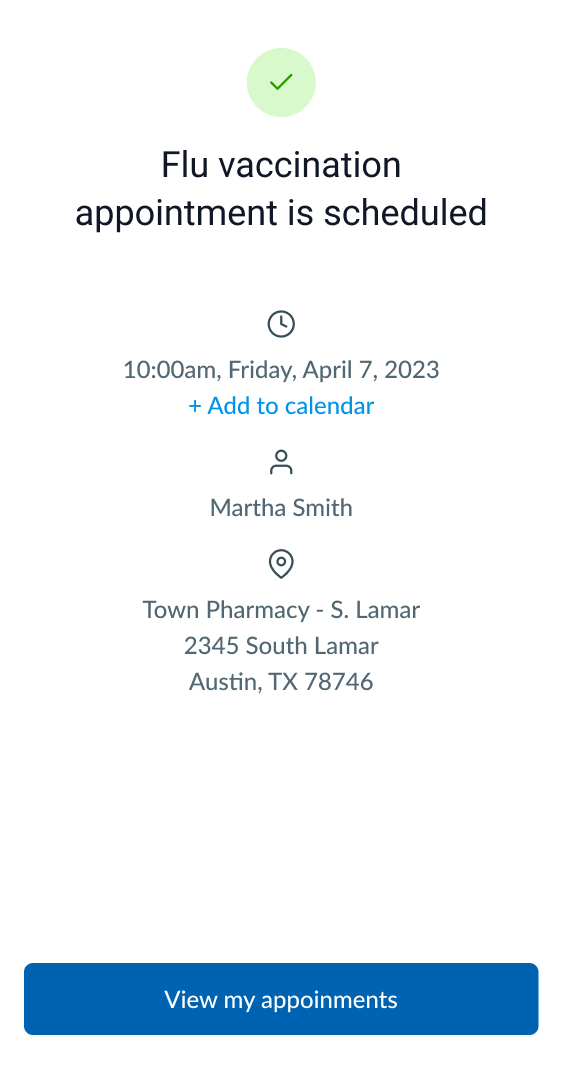 Flu vaccination
appointment is scheduled
10:00am, Friday, April 7, 2023
+ Add to calendar
Martha Smith
Town Pharmacy - S. Lamar
2345 South Lamar
Austin, TX 78746
View my appoinments